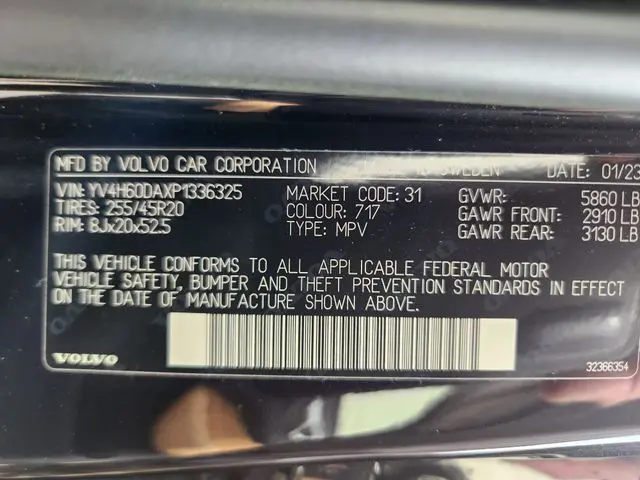 MFD BY VOLVO CAR CORPORATION SWEDEN DATE: 01/23
VIN: YV4H60DAXP1336325 MARKET CODE: 31 GVWR: 5860 LB
TIRES: 255/45R20 COLOUR: 717 GAWR FRONT: 2910 LB
RIM: 8Jx20x52.5 TYPE: MPV GAWR REAR: 3130 LB
THIS VEHICLE CONFORMS TO ALL APPLICABLE FEDERAL MOTOR
VEHICLE SAFETY, BUMPER AND THEFT PREVENTION STANDARDS IN EFFECT
ON THE DATE OF MANUFACTURE SHOWN ABOVE.
VOLVO 32366354